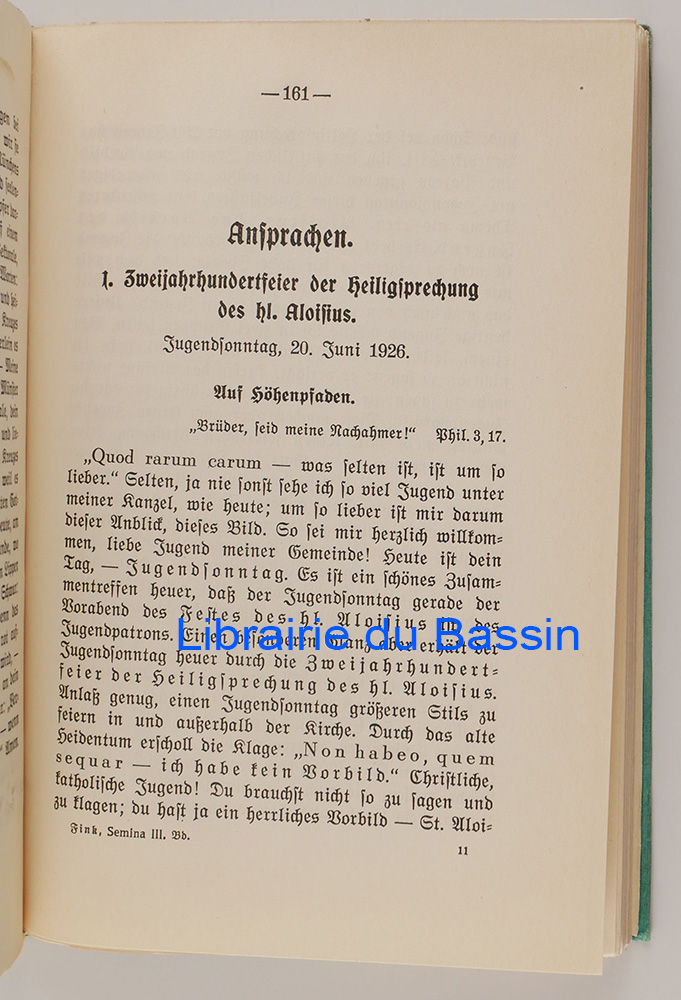 — 161 —
Ansprachen.
1. Zweijahrhundertfeier der Heiligsprechung
des hl. Aloisius.
Jugendsonntag, 20. Juni 1926.
Auf Höhenpfaden.
„Brüder, seid meine Nachahmer!“ Phil. 3, 17.
„Quod rarum carum — was selten ist, ist um so
lieber.“ Selten, ja nie sonst sehe ich so viel Jugend unter
meiner Kanzel, wie heute; um so lieber ist mir darum
dieser Anblick, dieses Bild. So sei mir herzlich willkom-
men, liebe Jugend meiner Gemeinde! Heute ist dein
Tag, — Jugendsonntag. Es ist ein schönes Zusam-
mentreffen heuer, daß der Jugendsonntag gerade der
Vorabend des Festes des hl. Aloisius des
Jugendpatrons. Einen besonderen Glanz aber erhält der
Jugendsonntag heuer durch die Zweijahrhundert-
feier der Heiligsprechung des hl. Aloisius.
Anlaß genug, einen Jugendsonntag größeren Stils zu
feiern in und außerhalb der Kirche. Durch das alte
Heidentum erscholl die Klage: „Non habeo, quem
sequar — ich habe kein Vorbild.“ Christliche,
katholische Jugend! Du brauchst nicht so zu sagen und
zu klagen; du hast ja ein herrliches Vorbild — St. Aloi-
Fink, Semina III. Bd.
11
Librairie du Bassin